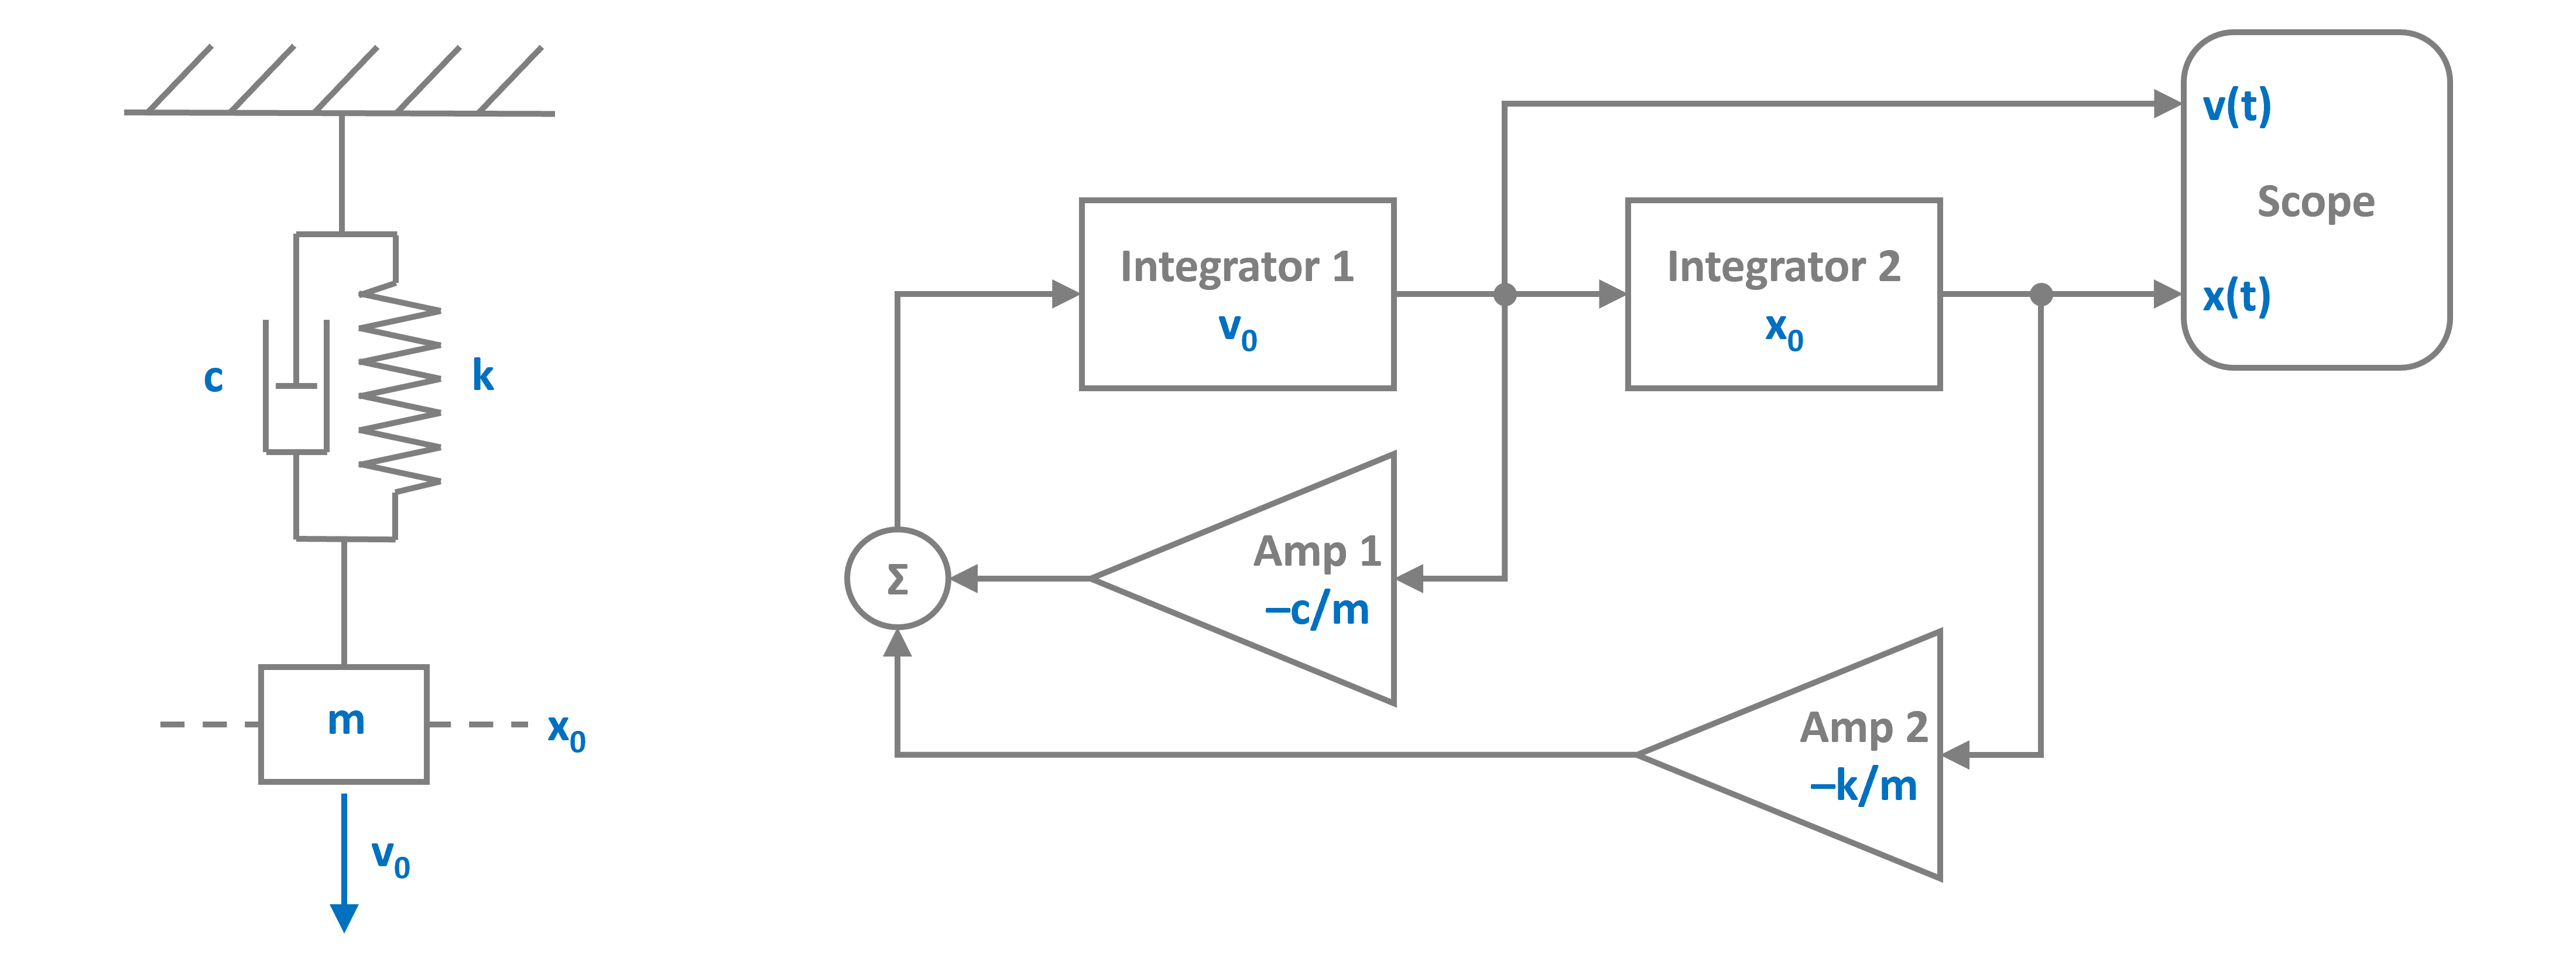 c
k
m
x₀
v₀
Integrator 1
v₀
Integrator 2
x₀
v(t)
Scope
x(t)
Σ
Amp 1
–c/m
Amp 2
–k/m